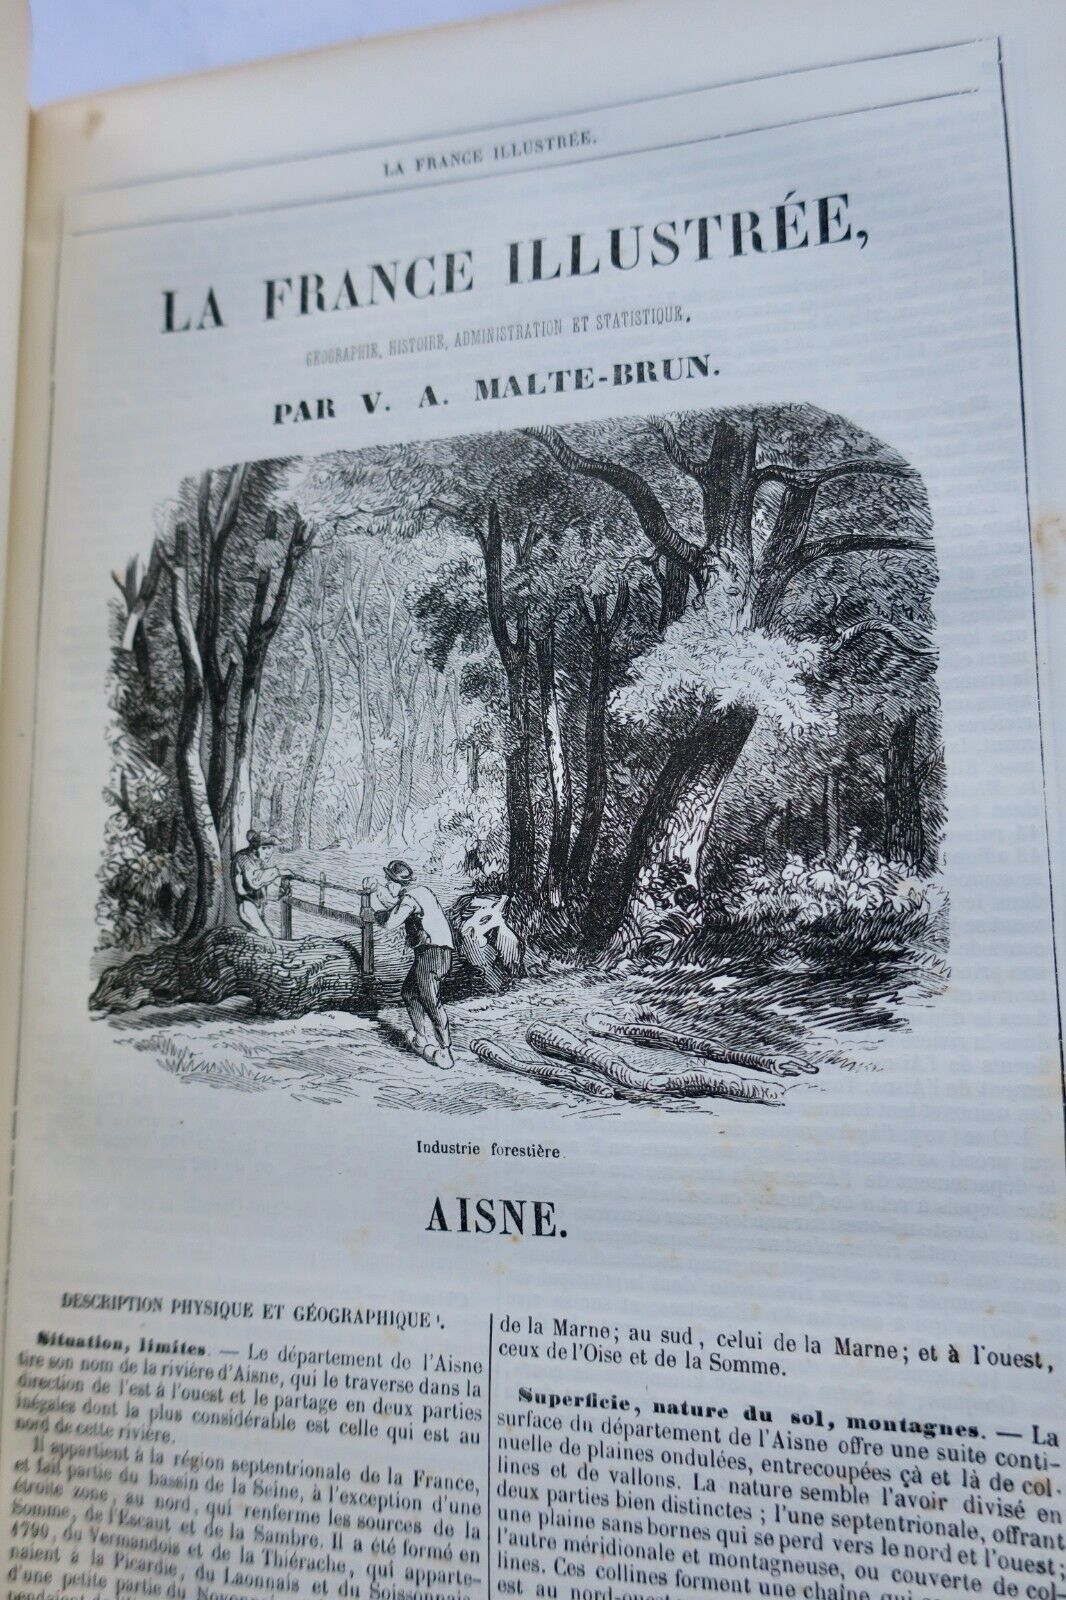 LA FRANCE ILLUSTRÉE.
LA FRANCE ILLUSTRÉE,
GÉOGRAPHIE, HISTOIRE, ADMINISTRATION ET STATISTIQUE,
PAR V. A. MALTE-BRUN.
Industrie forestière.
AISNE.
DESCRIPTION PHYSIQUE ET GÉOGRAPHIQUE¹.
Situation, limites. — Le département de l'Aisne
tire son nom de la rivière d'Aisne, qui le traverse dans la
direction de l'est à l'ouest et le partage en deux parties
inégales dont la plus considérable est celle qui est au
nord de cette rivière.
Il appartient à la région septentrionale de la France,
et fait partie du bassin de la Seine, à l'exception d'une
étroite zone, au nord, qui renferme les sources de la
Somme, de l'Escaut et de la Sambre. Il a été formé en
1790, du Vermandois et de la Thiérache, qui apparte-
naient à la Picardie, du Laonnais et du Soissonnais,
d'une petite partie du Noyonnais
de la Marne; au sud, celui de la Marne; et à l'ouest,
ceux de l'Oise et de la Somme.
Superficie, nature du sol, montagnes. — La
surface du département de l'Aisne offre une suite conti-
nuelle de plaines ondulées, entrecoupées çà et là de col-
lines et de vallons. La nature semble l'avoir divisé en
deux parties bien distinctes; l'une septentrionale, offrant
une plaine sans bornes qui se perd vers le nord et l'ouest;
l'autre méridionale et montagneuse, ou couverte de col-
lines. Ces collines forment une chaîne qui
est au nord-ouest